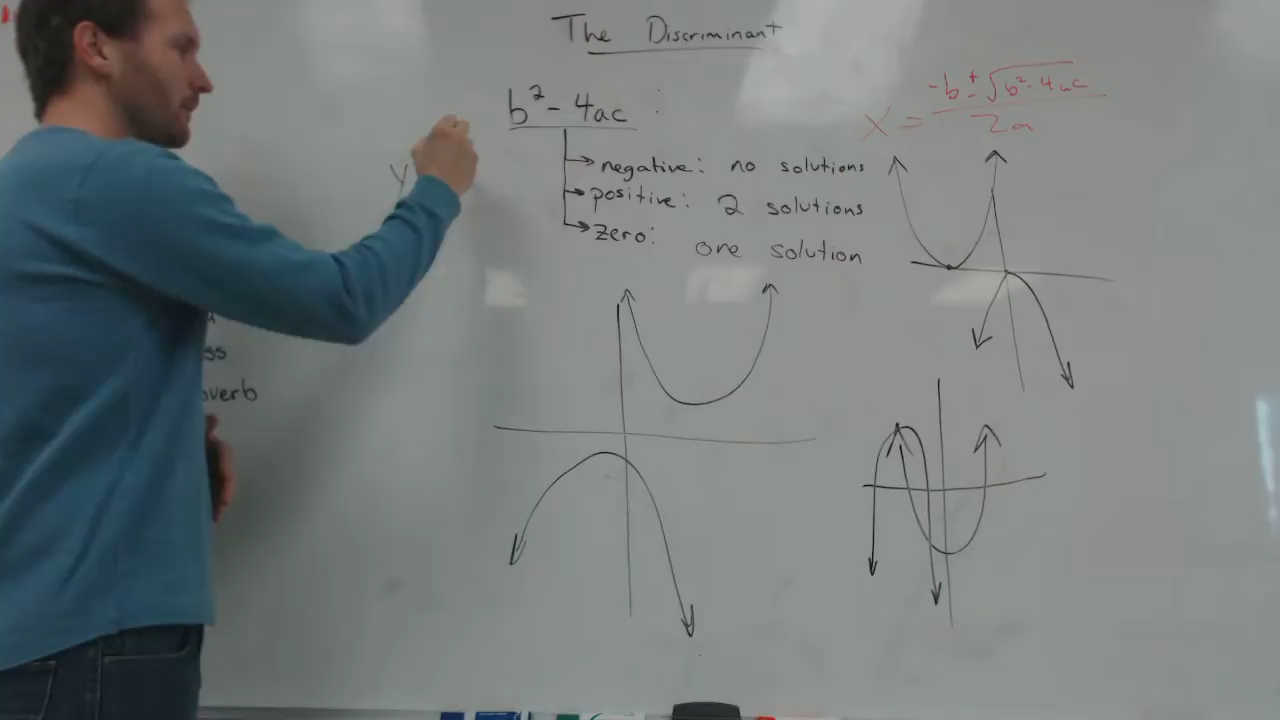 The Discriminant
b² - 4ac :
negative: no solutions
positive: 2 solutions
zero: one solution
x = -b ± √b² - 4ac / 2a
y
ss
verb